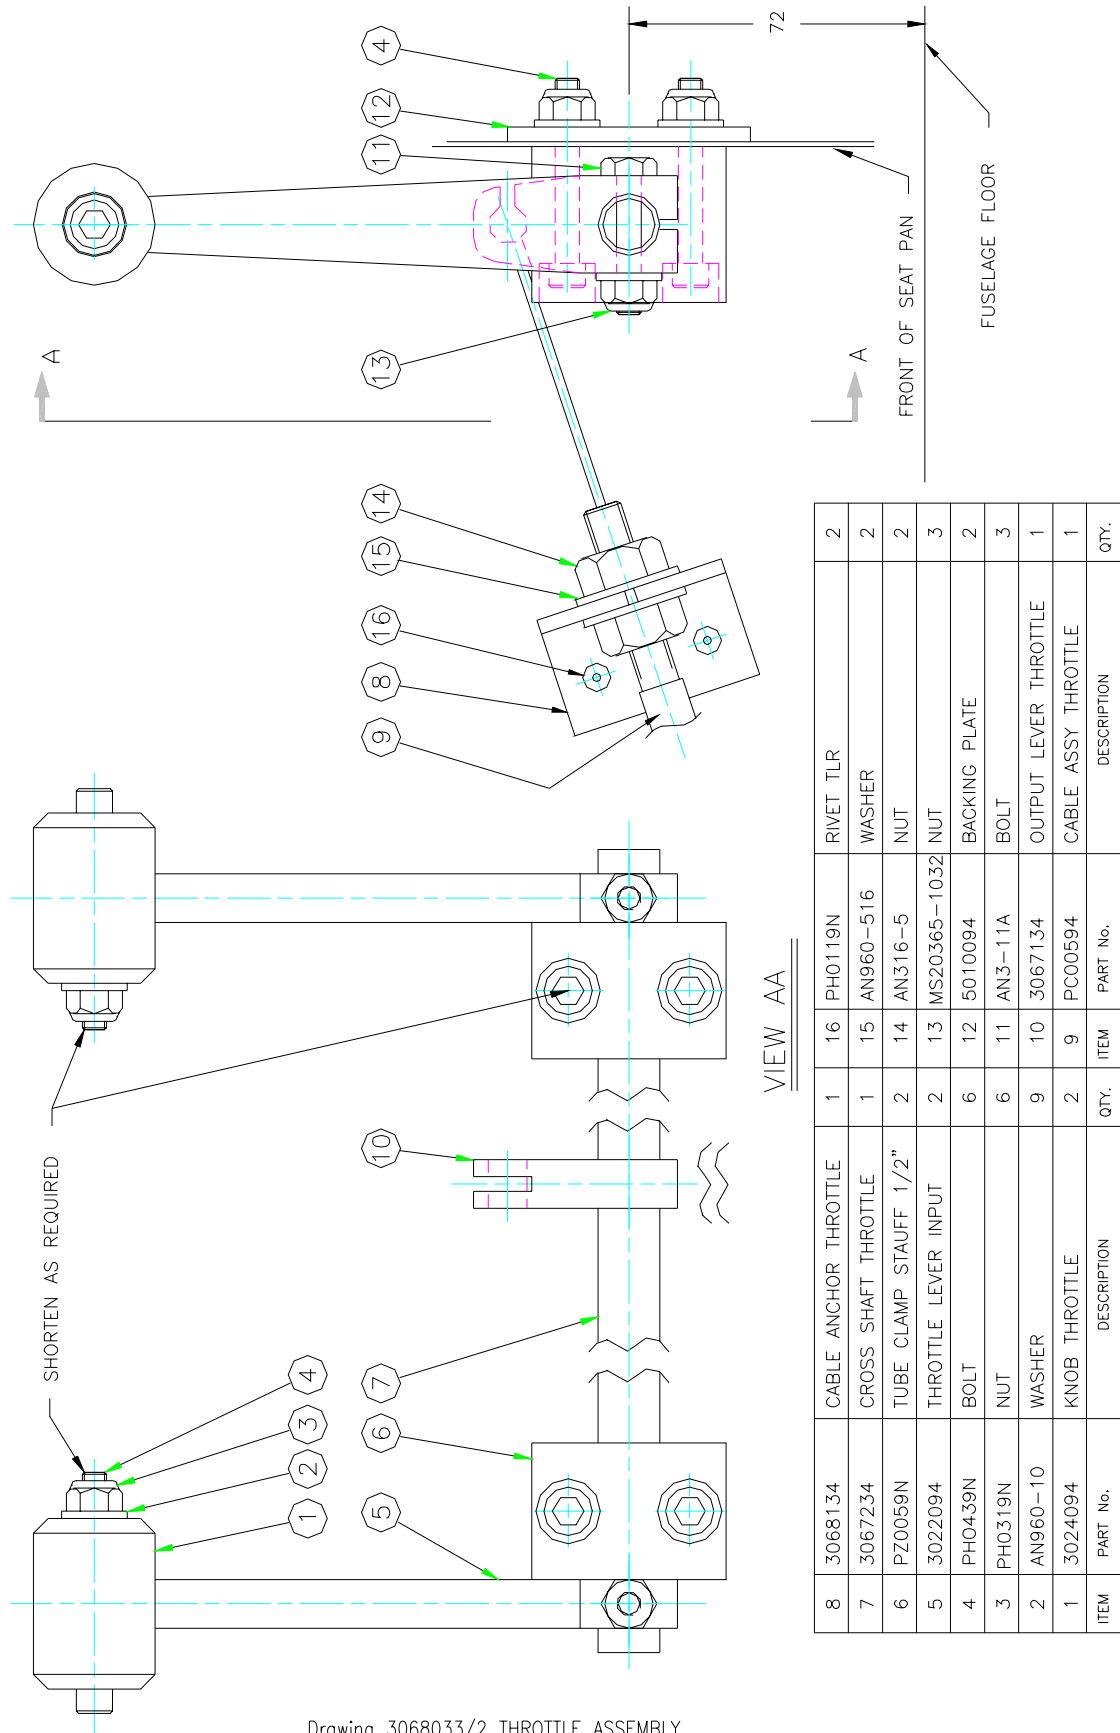 SHORTEN AS REQUIRED
1
2
3
4
5
6
7
10
VIEW AA
9
8
16
15
14
13
11
12
4
A
A
72
FRONT OF SEAT PAN
FUSELAGE FLOOR
8 3068134 CABLE ANCHOR THROTTLE 1 16 PH0119N RIVET TLR 2
7 3067234 CROSS SHAFT THROTTLE 1 15 AN960-516 WASHER 2
6 PZ0059N TUBE CLAMP STAUFF 1/2" 2 14 AN316-5 NUT 2
5 3022094 THROTTLE LEVER INPUT 2 13 MS20365-1032 NUT 3
4 PH0439N BOLT 6 12 5010094 BACKING PLATE 2
3 PH0319N NUT 6 11 AN3-11A BOLT 3
2 AN960-10 WASHER 9 10 3067134 OUTPUT LEVER THROTTLE 1
1 3024094 KNOB THROTTLE 2 9 PC00594 CABLE ASSY THROTTLE 1
ITEM PART No. DESCRIPTION QTY. ITEM PART No. DESCRIPTION QTY.
Drawing 3068033/2 THROTTLE ASSEMBLY